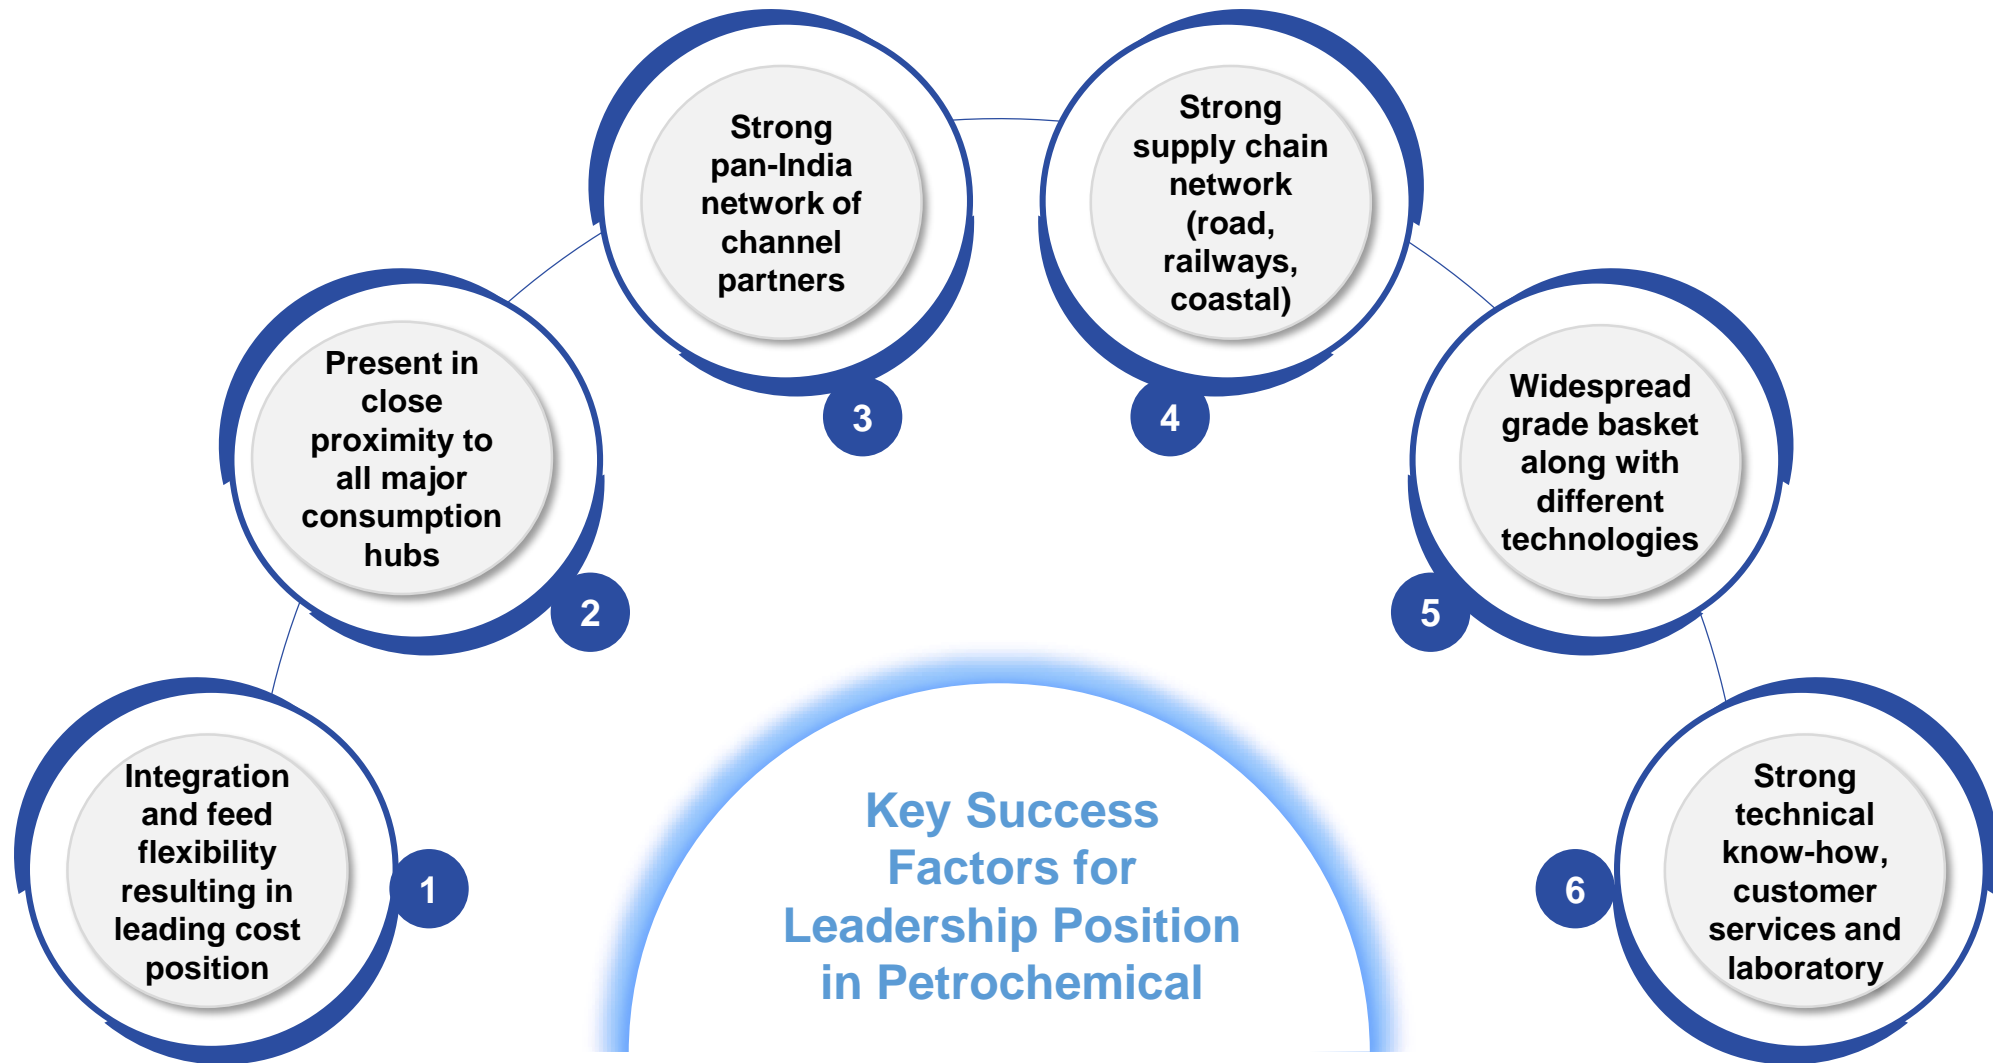 Integration
and feed
flexibility
resulting in
leading cost
position
1
Present in
close
proximity to
all major
consumption
hubs
2
Strong
pan-India
network of
channel
partners
3
Strong
supply chain
network
(road,
railways,
coastal)
4
Widespread
grade basket
along with
different
technologies
5
Strong
technical
know-how,
customer
services and
laboratory
6
Key Success
Factors for
Leadership Position
in Petrochemical